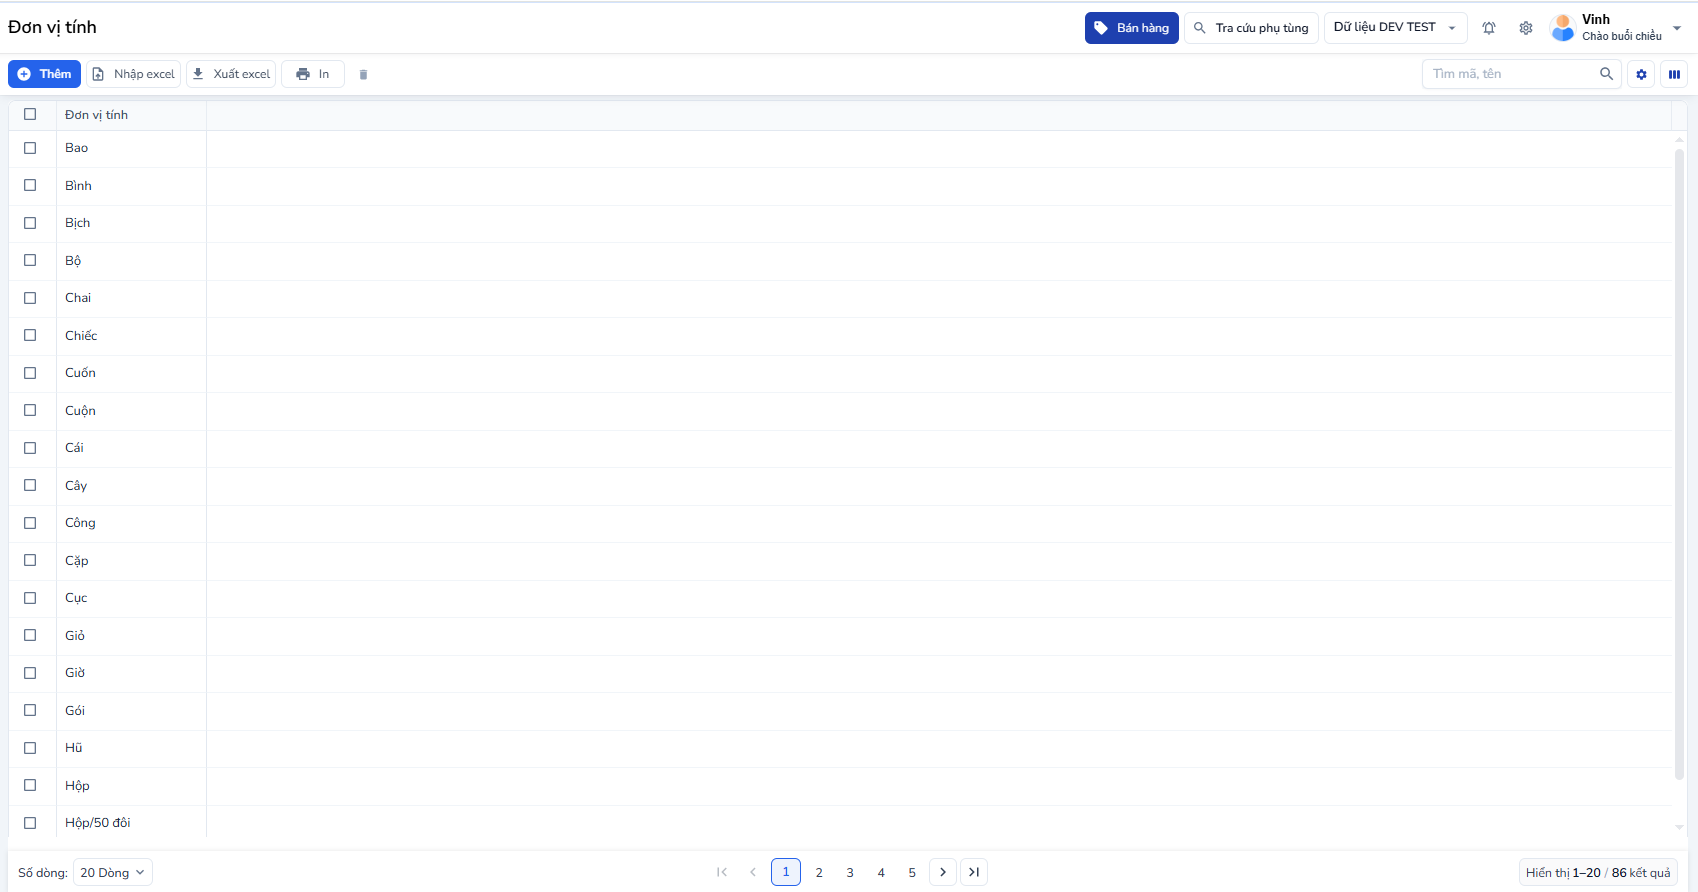 Đơn vị tính
Bán hàng
Tra cứu phụ tùng
Dữ liệu DEV TEST
Vinh
Chào buổi chiều
Thêm
Nhập excel
Xuất excel
In
Tìm mã, tên
Đơn vị tính
Bao
Bình
Bịch
Bộ
Chai
Chiếc
Cuốn
Cuộn
Cái
Cây
Công
Cặp
Cục
Giỏ
Giờ
Gói
Hũ
Hộp
Hộp/50 đôi
Số dòng: 20 Dòng
1 2 3 4 5
Hiển thị 1–20 / 86 kết quả